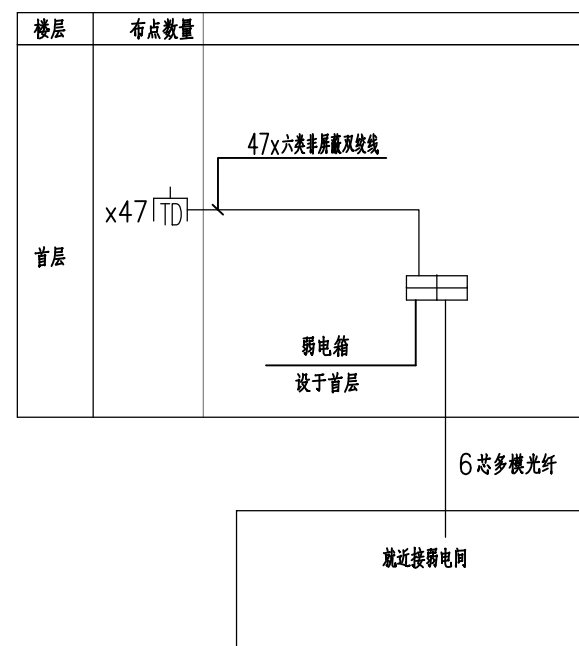 楼层 布点数量
47x六类非屏蔽双绞线
x47 TD
首层
弱电箱
设于首层
6芯多模光纤
就近接弱电间